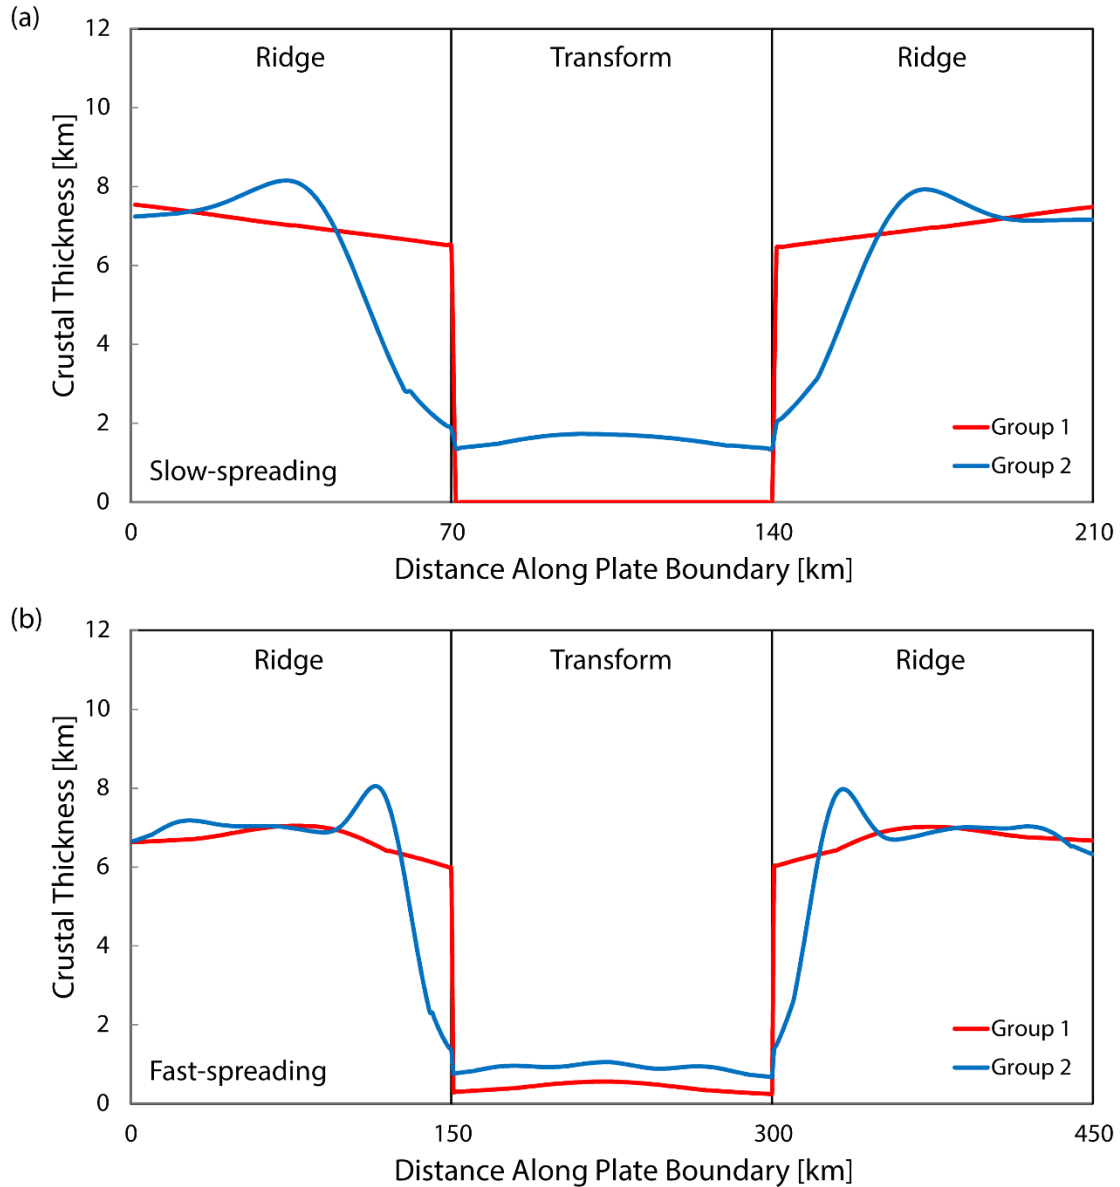 (a)
12
Ridge
Transform
Ridge
10
8
6
4
2
0
Crustal Thickness [km]
Group 1
Group 2
Slow-spreading
0
70
140
210
Distance Along Plate Boundary [km]
(b)
12
Ridge
Transform
Ridge
10
8
6
4
2
0
Crustal Thickness [km]
Group 1
Group 2
Fast-spreading
0
150
300
450
Distance Along Plate Boundary [km]